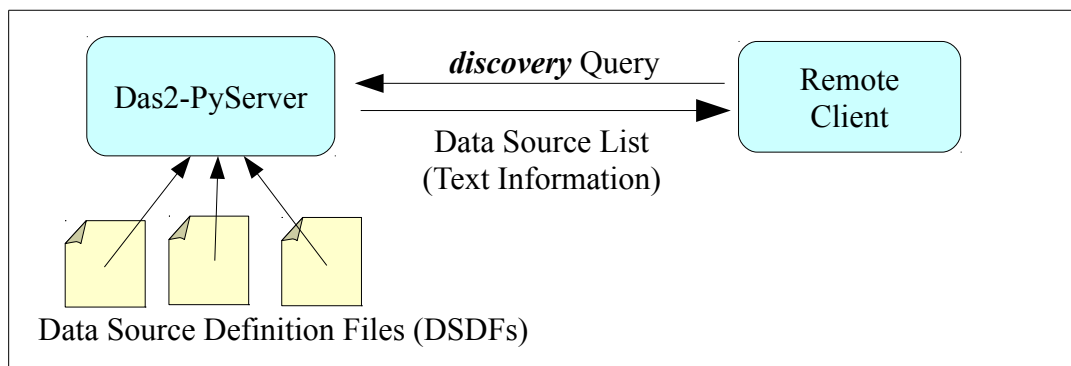 discovery Query
Das2-PyServer
Remote
Client
Data Source List
(Text Information)
Data Source Definition Files (DSDFs)